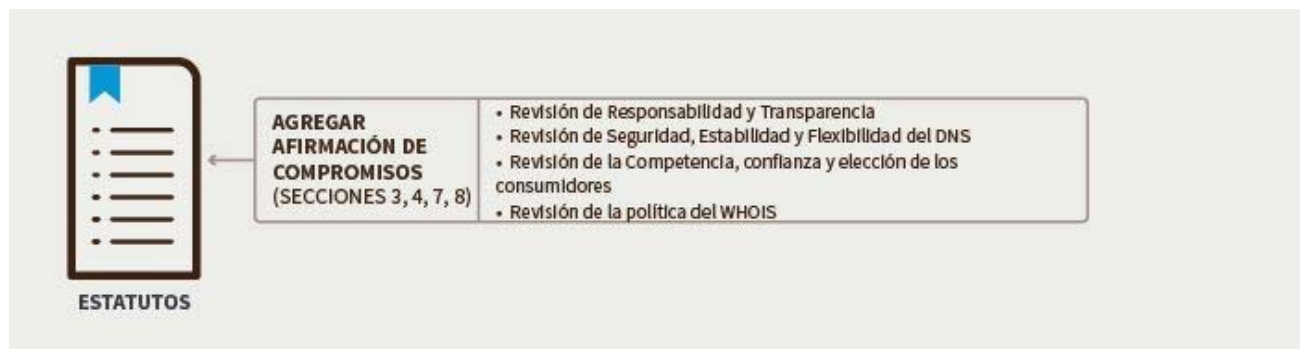 AGREGAR
AFIRMACIÓN DE
COMPROMISOS
(SECCIONES 3, 4, 7, 8)
• Revisión de Responsabilidad y Transparencia
• Revisión de Seguridad, Estabilidad y Flexibilidad del DNS
• Revisión de la Competencia, confianza y elección de los
consumidores
• Revisión de la política del WHOIS
ESTATUTOS